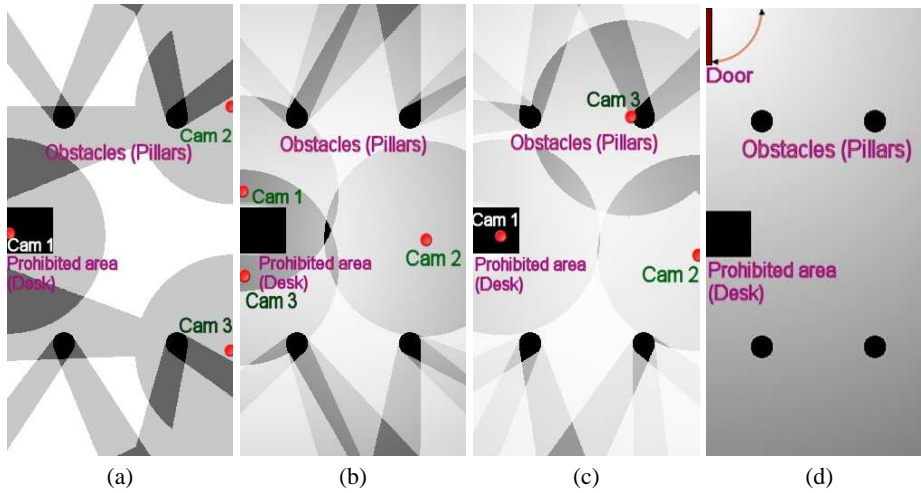 Cam 2
Obstacles (Pillars)
Cam 1
Prohibited area
(Desk)
Cam 3
(a)
Obstacles (Pillars)
Cam 1
Cam 2
Prohibited area
(Desk)
Cam 3
(b)
Cam 3
Obstacles (Pillars)
Cam 1
Prohibited area
(Desk)
Cam 2
(c)
Door
Obstacles (Pillars)
Prohibited area
(Desk)
(d)